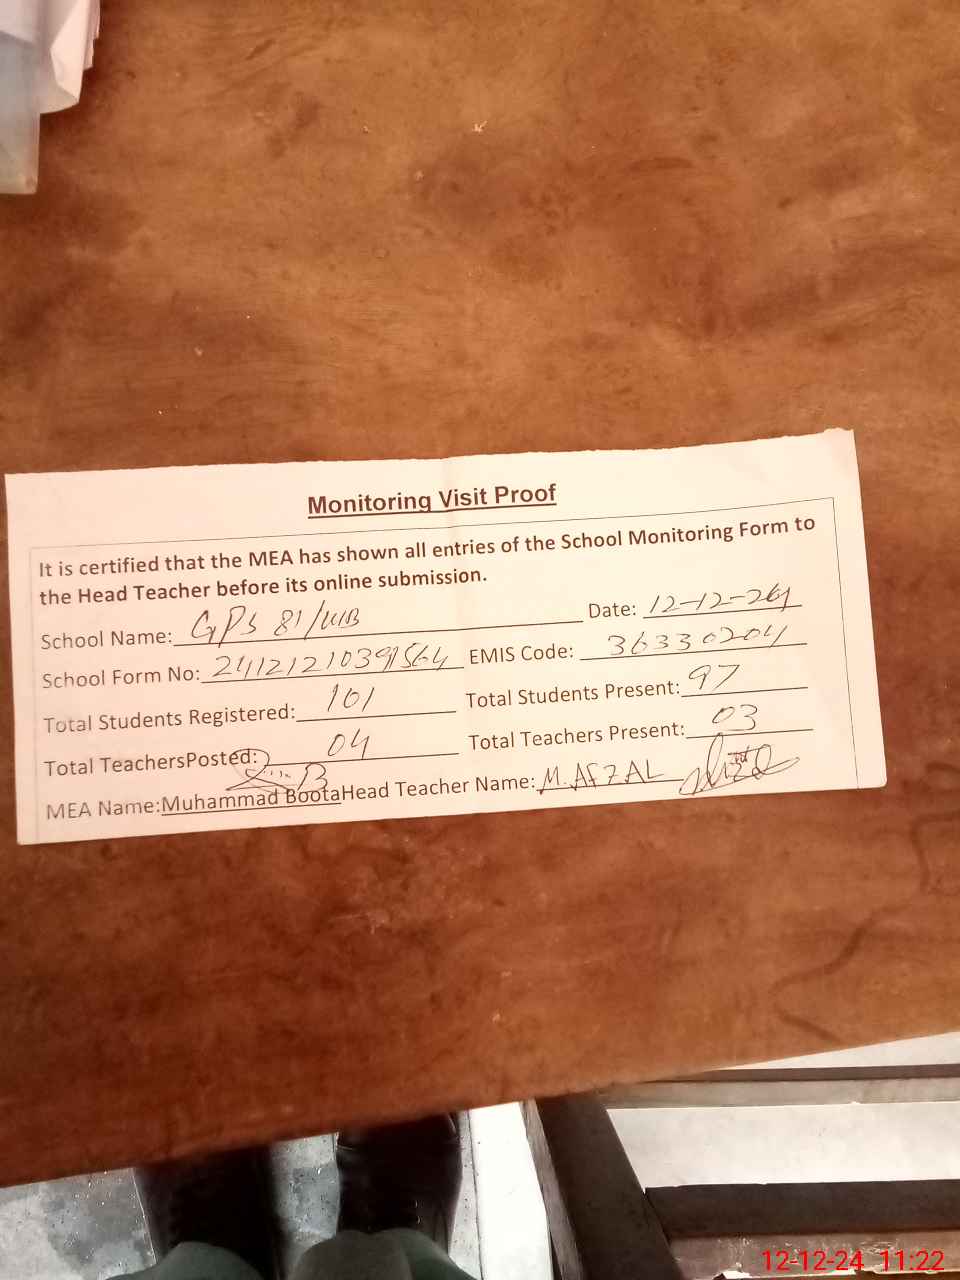 Monitoring Visit Proof
It is certified that the MEA has shown all entries of the School Monitoring Form to
the Head Teacher before its online submission.
School Name: GPS 81/WB Date: 12-12-24
School Form No: 24121210391564 EMIS Code: 36330204
Total Students Registered: 101 Total Students Present: 97
Total TeachersPosted: 04 Total Teachers Present: 03
MEA Name:Muhammad BootaHead Teacher Name: M. AFZAL
12-12-24 11:22